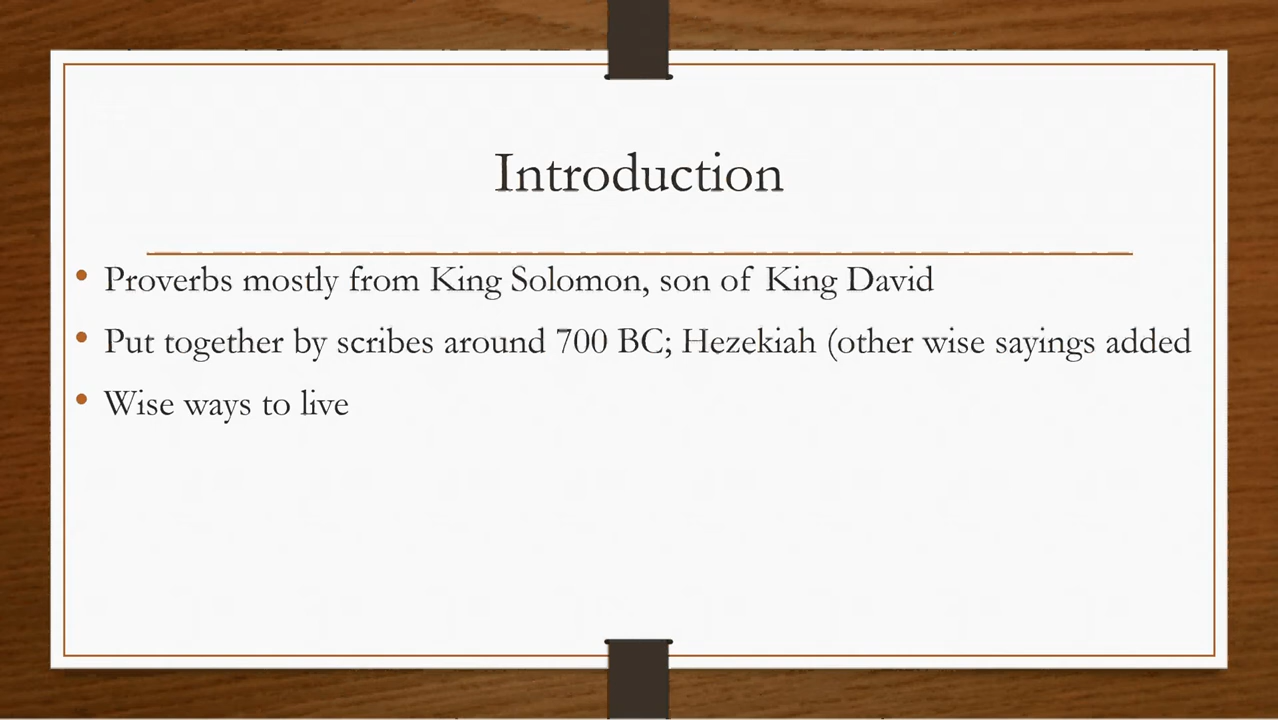 Introduction
• Proverbs mostly from King Solomon, son of King David
• Put together by scribes around 700 BC; Hezekiah (other wise sayings added
• Wise ways to live